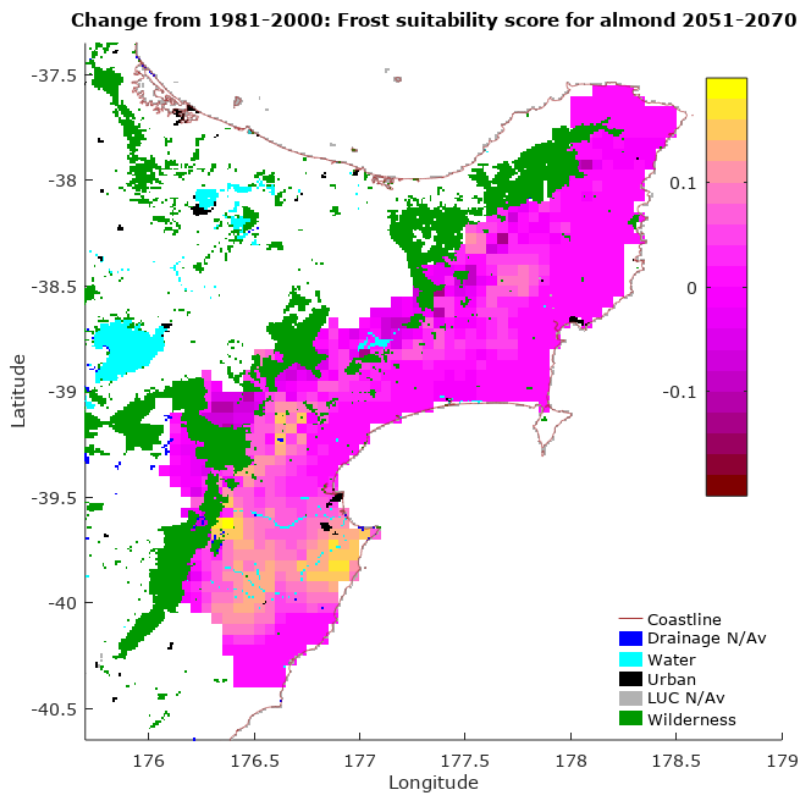 Change from 1981-2000: Frost suitability score for almond 2051-2070
-37.5
-38
-38.5
-39
-39.5
-40
-40.5
Latitude
176
176.5
177
177.5
178
178.5
179
Longitude
0.1
0
-0.1
Coastline
Drainage N/Av
Water
Urban
LUC N/Av
Wilderness